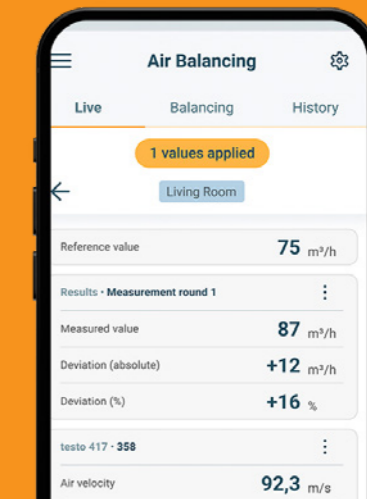 Air Balancing
Live Balancing History
1 values applied
Living Room
Reference value 75 m³/h
Results · Measurement round 1
Measured value 87 m³/h
Deviation (absolute) +12 m³/h
Deviation (%) +16 %
testo 417 · 358
Air velocity 92,3 m/s